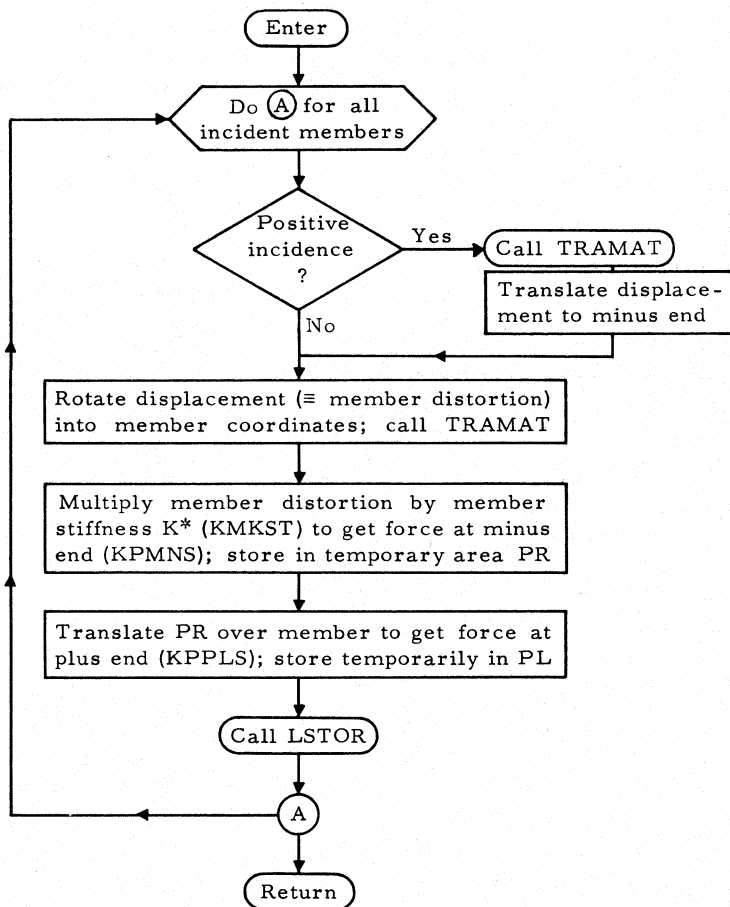 Enter
Do A for all
incident members
Positive
incidence
?
Yes
Call TRAMAT
Translate displace-
ment to minus end
No
Rotate displacement (≡ member distortion)
into member coordinates; call TRAMAT
Multiply member distortion by member
stiffness K* (KMKST) to get force at minus
end (KPMNS); store in temporary area PR
Translate PR over member to get force at
plus end (KPPLS); store temporarily in PL
Call LSTOR
A
Return